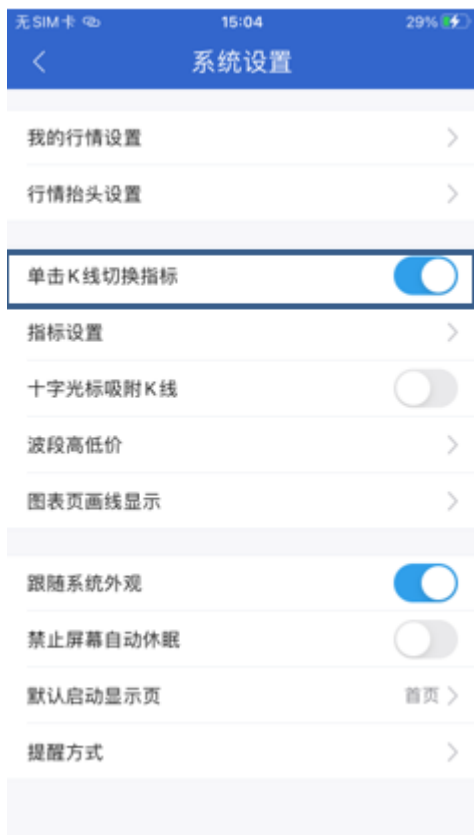 无SIM卡
15:04
29%
系统设置
我的行情设置
行情抬头设置
单击K线切换指标
指标设置
十字光标吸附K线
波段高低价
图表页画线显示
跟随系统外观
禁止屏幕自动休眠
默认启动显示页 首页
提醒方式